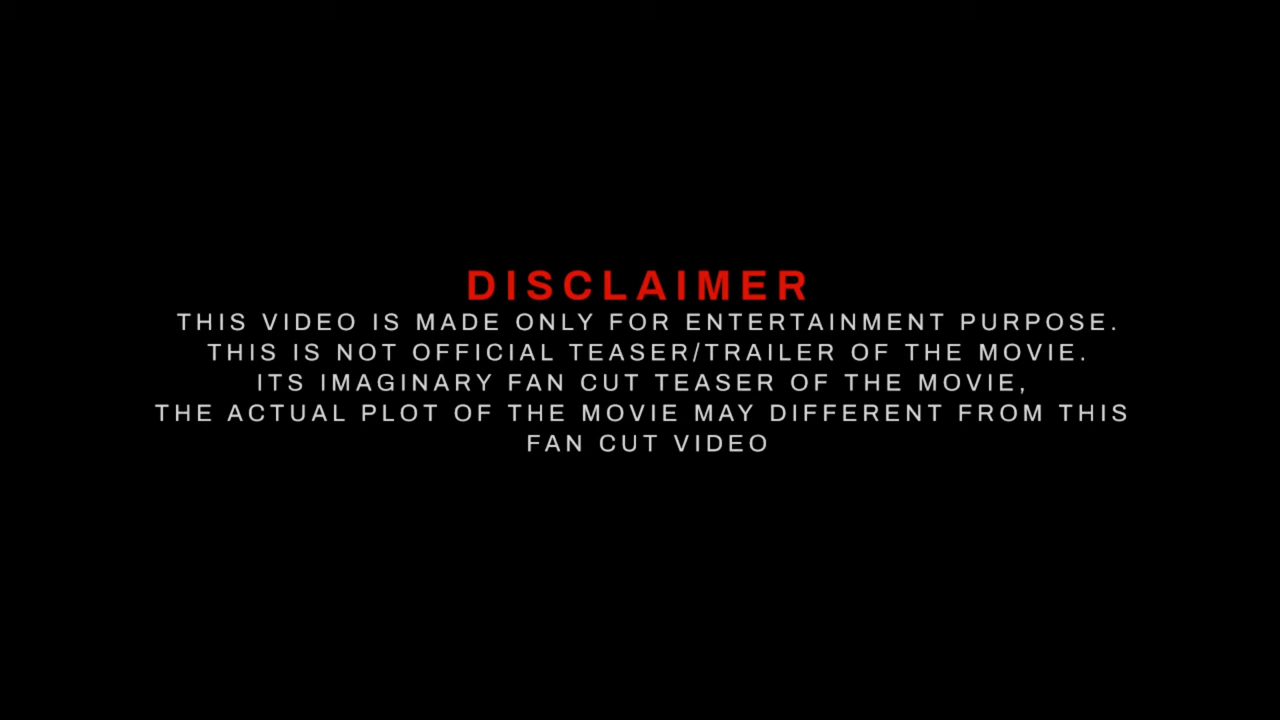 DISCLAIMER
THIS VIDEO IS MADE ONLY FOR ENTERTAINMENT PURPOSE.
THIS IS NOT OFFICIAL TEASER/TRAILER OF THE MOVIE.
ITS IMAGINARY FAN CUT TEASER OF THE MOVIE,
THE ACTUAL PLOT OF THE MOVIE MAY DIFFERENT FROM THIS
FAN CUT VIDEO